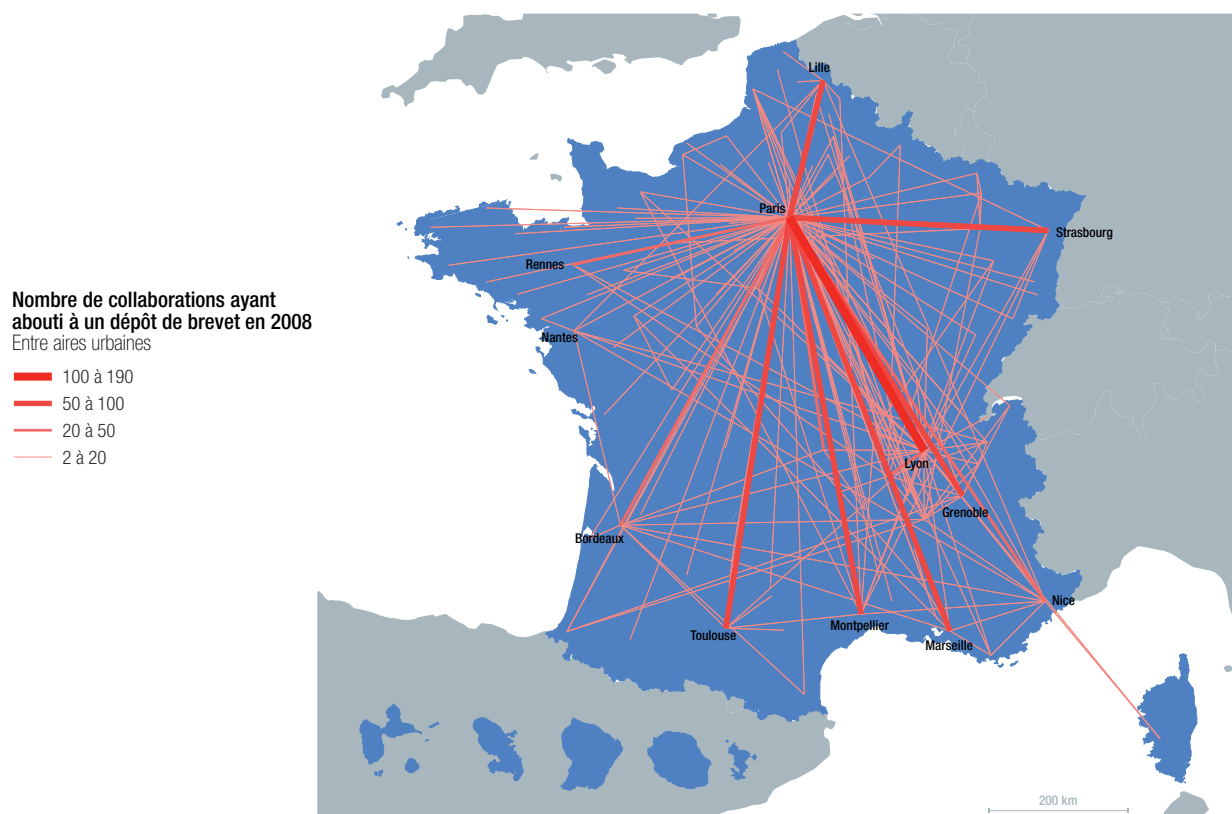 Nombre de collaborations ayant
abouti à un dépôt de brevet en 2008
Entre aires urbaines
100 à 190
50 à 100
20 à 50
2 à 20
Lille
Paris
Strasbourg
Rennes
Nantes
Lyon
Grenoble
Bordeaux
Nice
Toulouse
Montpellier
Marseille
200 km